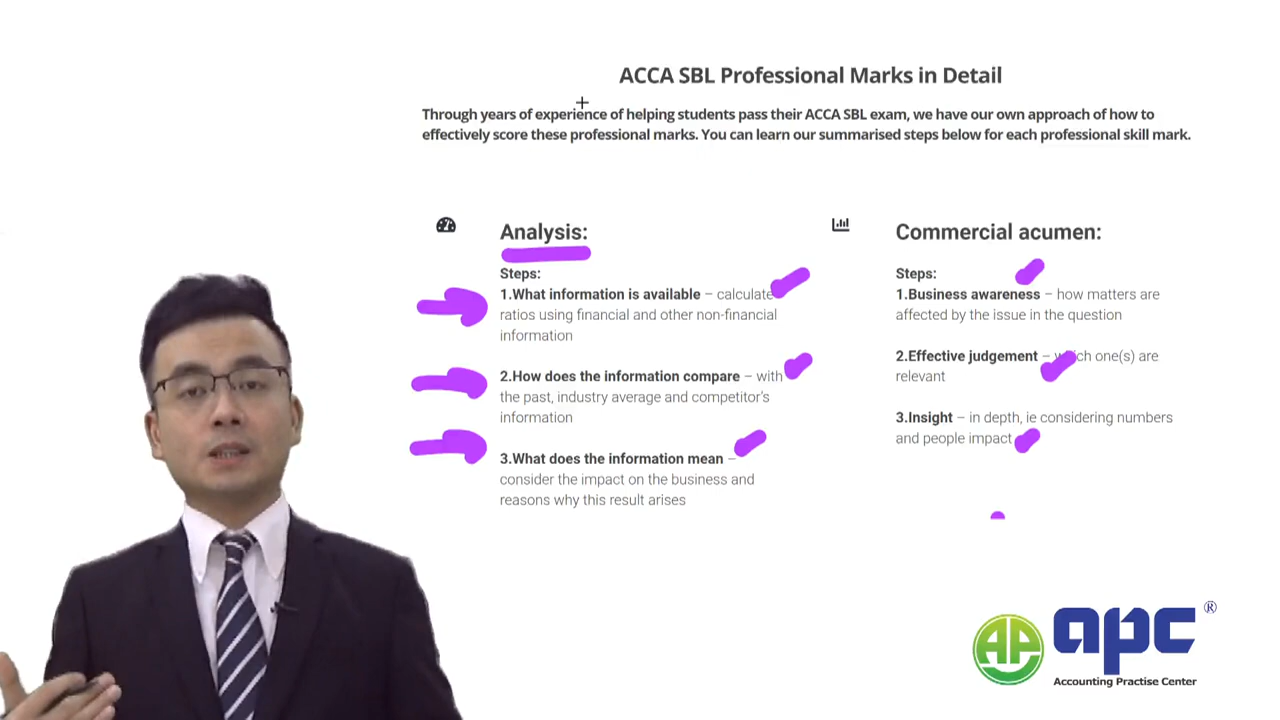 ACCA SBL Professional Marks in Detail
Through years of experience of helping students pass their ACCA SBL exam, we have our own approach of how to
effectively score these professional marks. You can learn our summarised steps below for each professional skill mark.
Analysis:
Steps:
1.What information is available – calculate
ratios using financial and other non-financial
information
2.How does the information compare – with
the past, industry average and competitor's
information
3.What does the information mean –
consider the impact on the business and
reasons why this result arises
Commercial acumen:
Steps:
1.Business awareness – how matters are
affected by the issue in the question
2.Effective judgement – which one(s) are
relevant
3.Insight – in depth, ie considering numbers
and people impact
AP
apc®
Accounting Practise Center